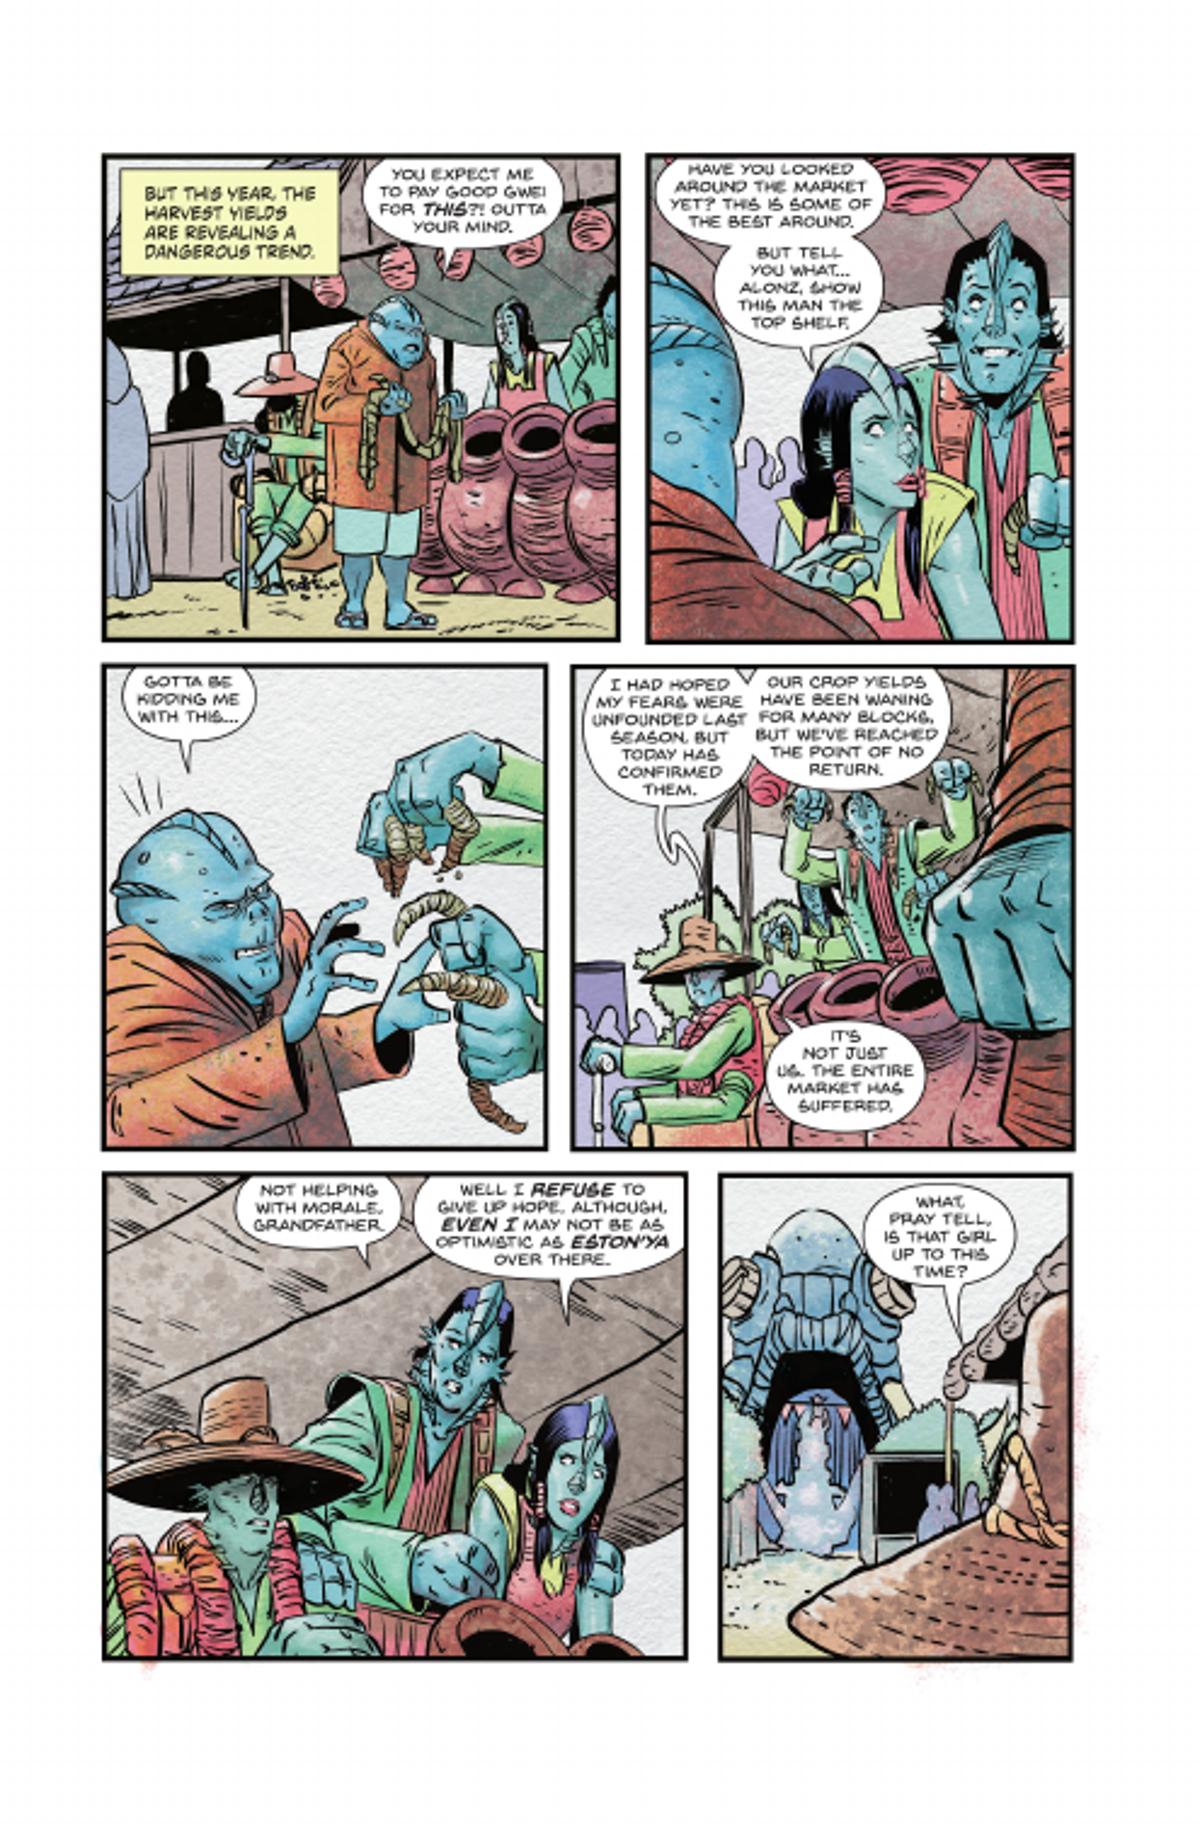 BUT THIS YEAR, THE
HARVEST YIELDS
ARE REVEALING A
DANGEROUS TREND.
YOU EXPECT ME
TO PAY GOOD GWEI
FOR THIS?! OUTTA
YOUR MIND.
HAVE YOU LOOKED
AROUND THE MARKET
YET? THIS IS SOME OF
THE BEST AROUND.
BUT TELL
YOU WHAT...
ALONZ, SHOW
THIS MAN THE
TOP SHELF.
GOTTA BE
KIDDING ME
WITH THIS...
I HAD HOPED
MY FEARS WERE
UNFOUNDED LAST
SEASON, BUT
TODAY HAS
CONFIRMED
THEM.
OUR CROP YIELDS
HAVE BEEN WANING
FOR MANY BLOCKS,
BUT WE'VE REACHED
THE POINT OF NO
RETURN.
IT'S
NOT JUST
US. THE ENTIRE
MARKET HAS
SUFFERED.
NOT HELPING
WITH MORALE,
GRANDFATHER.
WELL I REFUSE TO
GIVE UP HOPE, ALTHOUGH,
EVEN I MAY NOT BE AS
OPTIMISTIC AS ESTON'YA
OVER THERE.
WHAT,
PRAY TELL,
IS THAT GIRL
UP TO THIS
TIME?